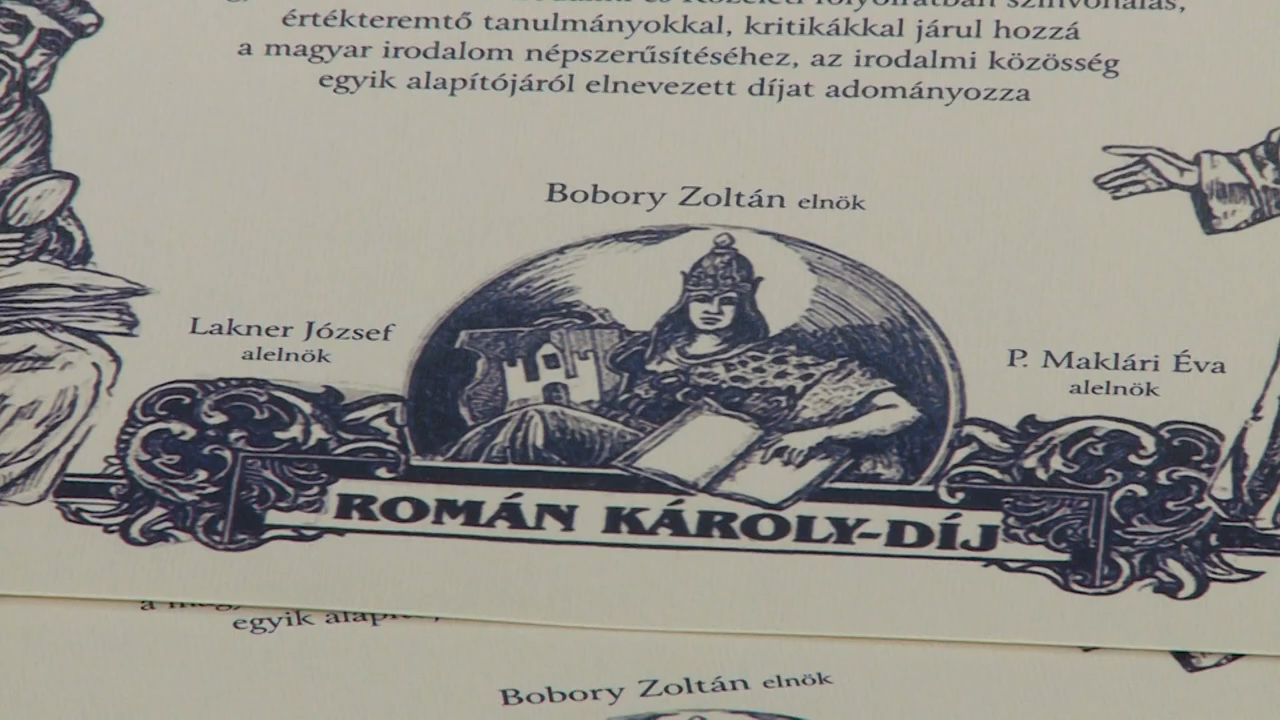 színvonalas,
értékteremtő tanulmányokkal, kritikákkal járul hozzá
a magyar irodalom népszerűsítéséhez, az irodalmi közösség
egyik alapítójáról elnevezett díjat adományozza
Bobory Zoltán elnök
Lakner József
alelnök
P. Maklári Éva
alelnök
ROMÁN KÁROLY-DÍJ
a
egyik
Bobory Zoltán elnök